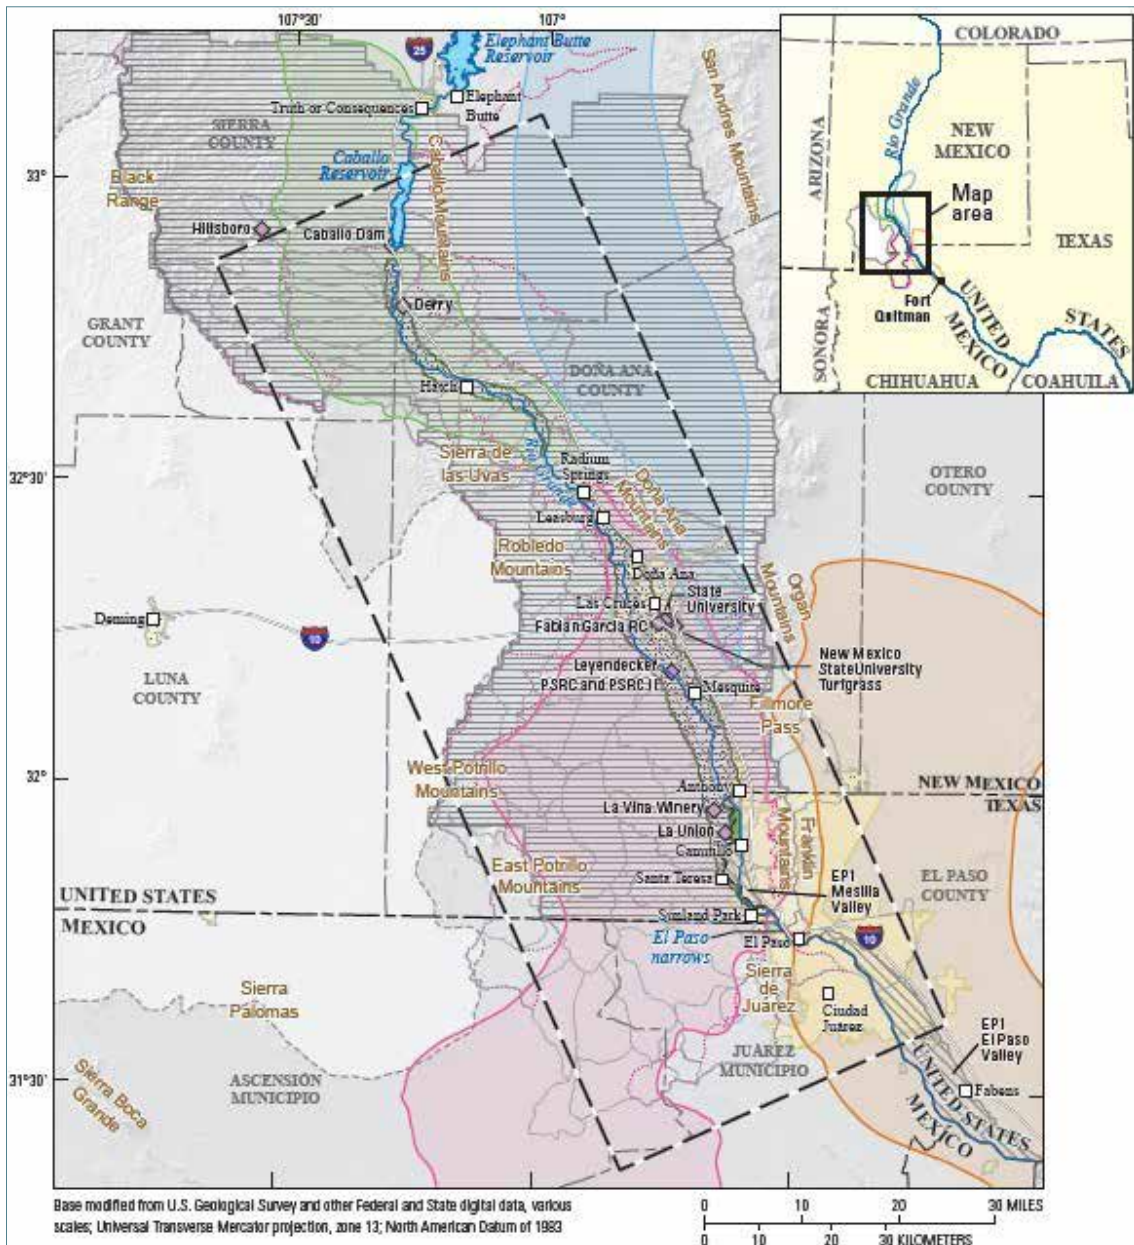 107°30'
107°
25
Elephant Butte
Reservoir
Truth or Consequences
Elephant
Butte
SIERRA
COUNTY
San Andres Mountains
Caballo Mountains
Caballo
Reservoir
33°
Black
Range
Hillsboro
Caballo Dam
Derry
GRANT
COUNTY
Hatch
DOÑA ANA
COUNTY
Sierra de
las Uvas
Rio Grande
Radium
Springs
32°30'
Doña Ana
Mountains
OTERO
COUNTY
Leasburg
Robledo
Mountains
Doña Ana
Organ
Mountains
Las Cruces
State
University
Deming
Fabian Garcia RC
10
New Mexico
State University
Turfgrass
Leyendecker
PSRC and PSRC II
Mesquite
LUNA
COUNTY
Fillmore
Pass
32°
West Potrillo
Mountains
Anthony
NEW MEXICO
TEXAS
La Vina Winery
La Union
Canutillo
Franklin
Mountains
East Potrillo
Mountains
Santa Teresa
EP1
Mesilla
Valley
EL PASO
COUNTY
UNITED STATES
MEXICO
Sunland Park
El Paso
narrows
El Paso
10
Sierra
Palomas
Sierra
de
Juárez
Ciudad
Juárez
EP1
El Paso
Valley
31°30'
Sierra Boca
Grande
ASCENSIÓN
MUNICIPIO
JUÁREZ
MUNICIPIO
Fabens
UNITED STATES
MEXICO
COLORADO
ARIZONA
Rio Grande
NEW
MEXICO
Map
area
TEXAS
Fort
Quitman
SONORA
UNITED STATES
MEXICO
CHIHUAHUA
COAHUILA
Base modified from U.S. Geological Survey and other Federal and State digital data, various
scales; Universal Transverse Mercator projection, zone 13; North American Datum of 1983
0 10 20 30 MILES
0 10 20 30 KILOMETERS